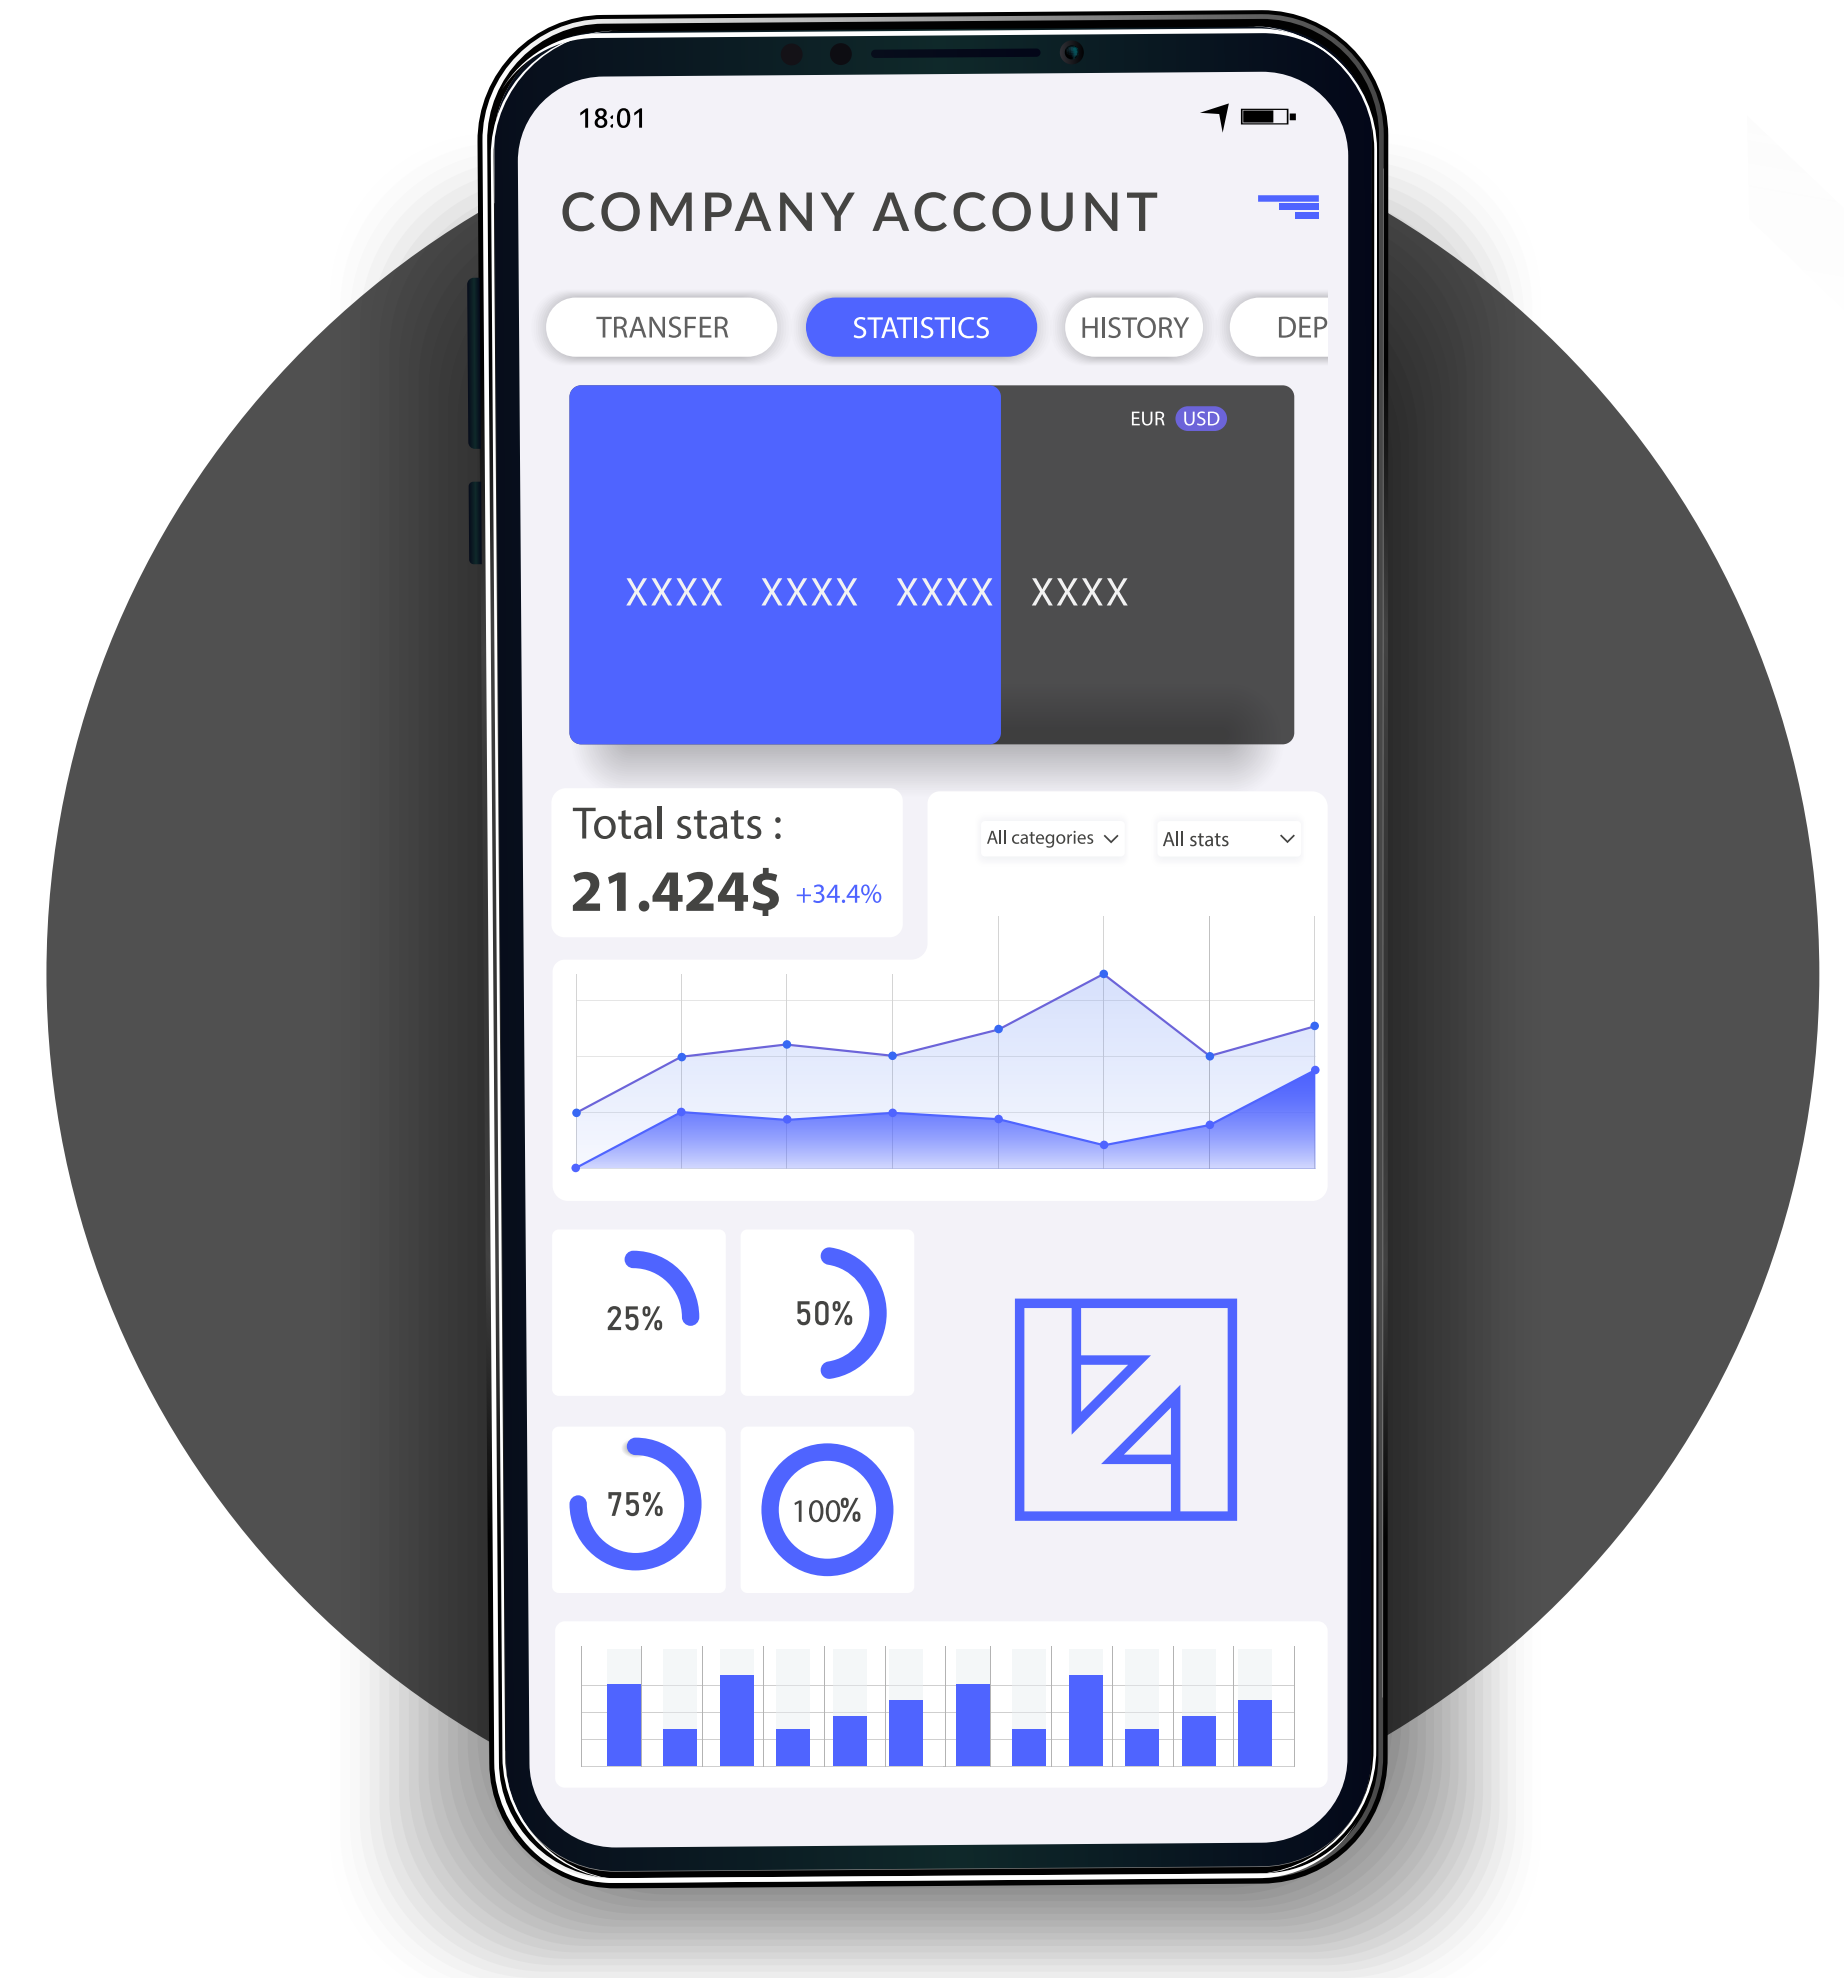 18:01
COMPANY ACCOUNT
TRANSFER STATISTICS HISTORY DEP
EUR USD
XXXX XXXX XXXX XXXX
Total stats :
21.424$ +34.4%
All categories All stats
25% 50%
75% 100%